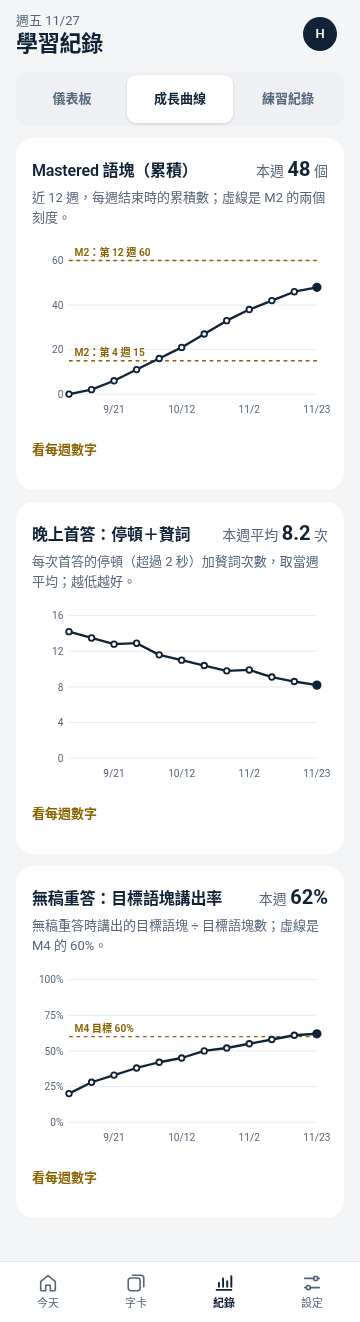 週五 11/27
學習紀錄
H
儀表板 成長曲線 練習紀錄
Mastered 語塊（累積） 本週 48 個
近 12 週，每週結束時的累積數；虛線是 M2 的兩個
刻度。
M2：第 12 週 60
60
40
20
M2：第 4 週 15
0
9/21 10/12 11/2 11/23
看每週數字
晚上首答：停頓＋贅詞 本週平均 8.2 次
每次首答的停頓（超過 2 秒）加贅詞次數，取當週
平均；越低越好。
16
12
8
4
0
9/21 10/12 11/2 11/23
看每週數字
無稿重答：目標語塊講出率 本週 62%
無稿重答時講出的目標語塊 ÷ 目標語塊數；虛線是
M4 的 60%。
100%
75%
M4 目標 60%
50%
25%
0%
9/21 10/12 11/2 11/23
看每週數字
今天 字卡 紀錄 設定